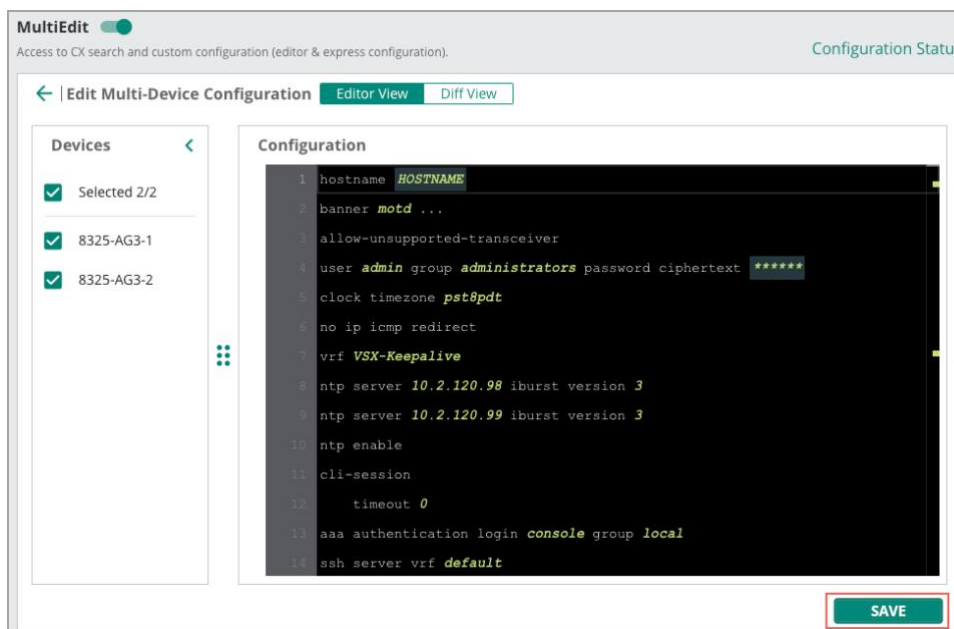 MultiEdit
Access to CX search and custom configuration (editor & express configuration).
Configuration Statu
← | Edit Multi-Device Configuration Editor View Diff View
Devices <
Selected 2/2
8325-AG3-1
8325-AG3-2
Configuration
1 hostname HOSTNAME
2 banner motd ...
3 allow-unsupported-transceiver
4 user admin group administrators password ciphertext ******
5 clock timezone pst8pdt
6 no ip icmp redirect
7 vrf VSX-Keepalive
8 ntp server 10.2.120.98 iburst version 3
9 ntp server 10.2.120.99 iburst version 3
10 ntp enable
11 cli-session
12 timeout 0
13 aaa authentication login console group local
14 ssh server vrf default
SAVE